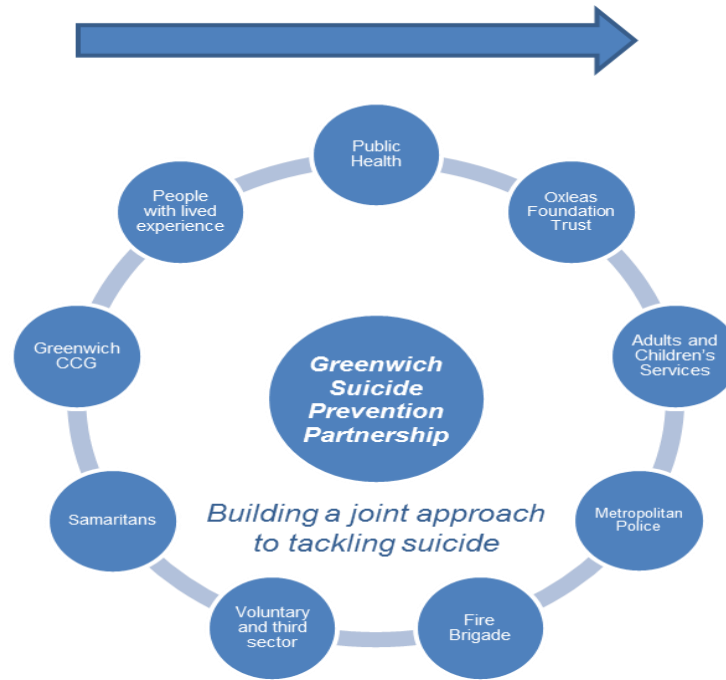 Public
Health
Oxleas
Foundation
Trust
Adults and
Children's
Services
Metropolitan
Police
Fire
Brigade
Voluntary
and third
sector
Samaritans
Greenwich
CCG
People
with lived
experience
Greenwich
Suicide
Prevention
Partnership
Building a joint approach
to tackling suicide